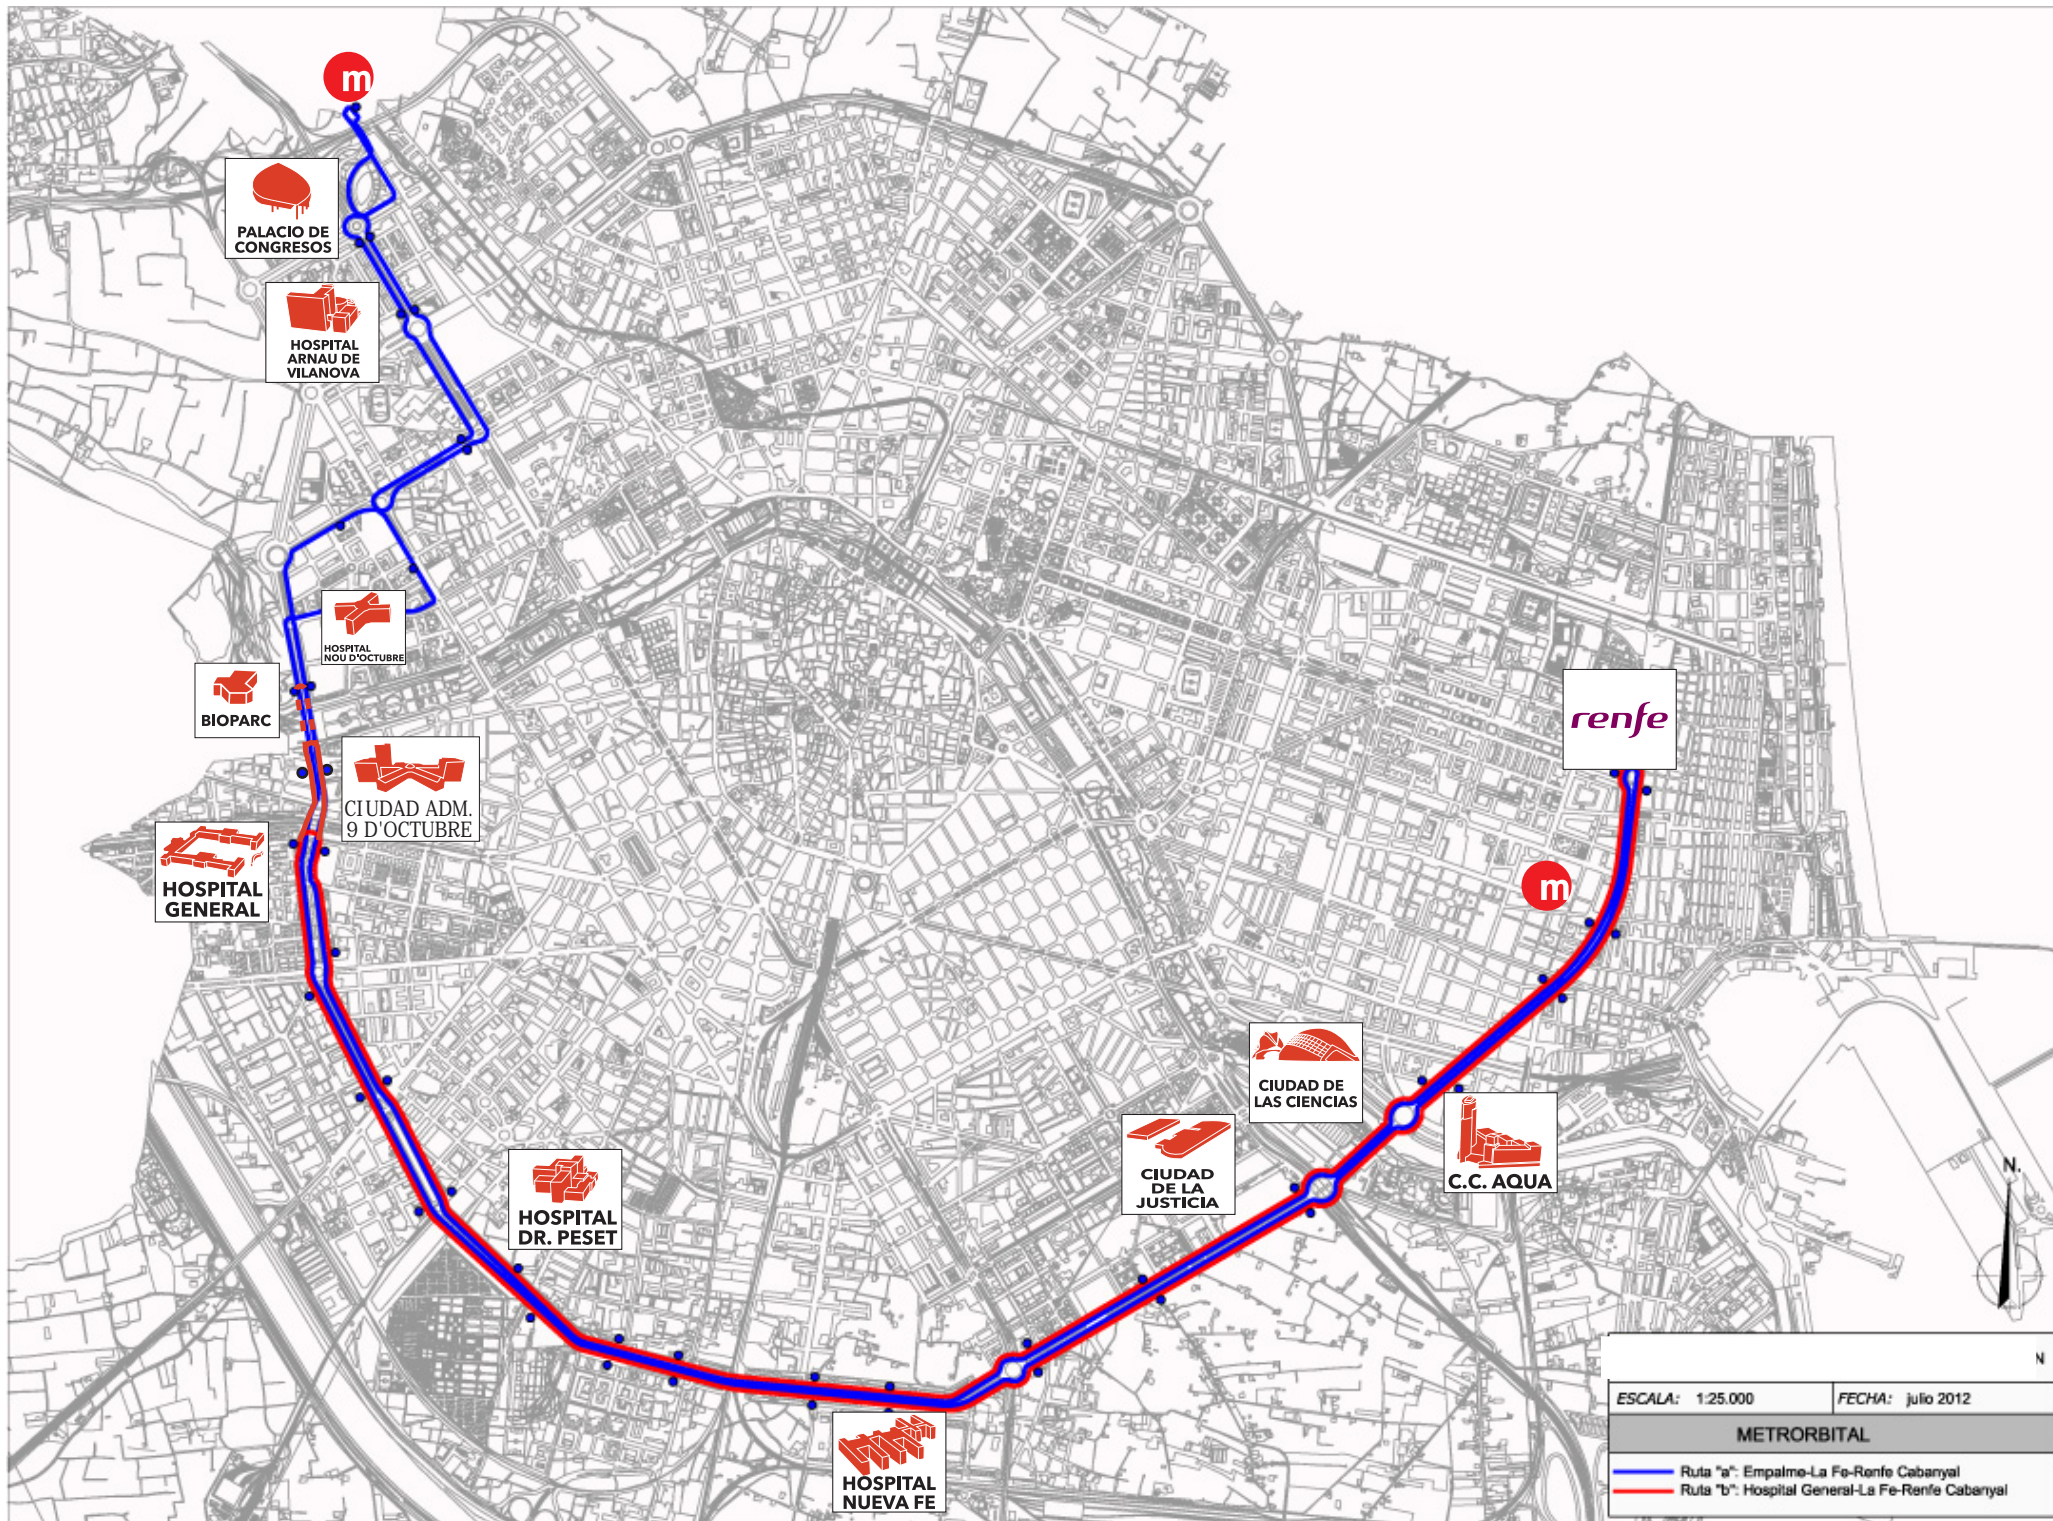 m
PALACIO DE
CONGRESOS
HOSPITAL
ARNAU DE
VILANOVA
HOSPITAL
NOU D'OCTUBRE
BIOPARC
renfe
CIUDAD ADM.
9 D'OCTUBRE
HOSPITAL
GENERAL
m
CIUDAD DE
LAS CIENCIAS
C.C. AQUA
CIUDAD
DE LA
JUSTICIA
HOSPITAL
DR. PESET
HOSPITAL
NUEVA FE
N.
N
ESCALA: 1:25.000
FECHA: julio 2012
METRORBITAL
Ruta "a": Empalme-La Fe-Renfe Cabanyal
Ruta "b": Hospital General-La Fe-Renfe Cabanyal